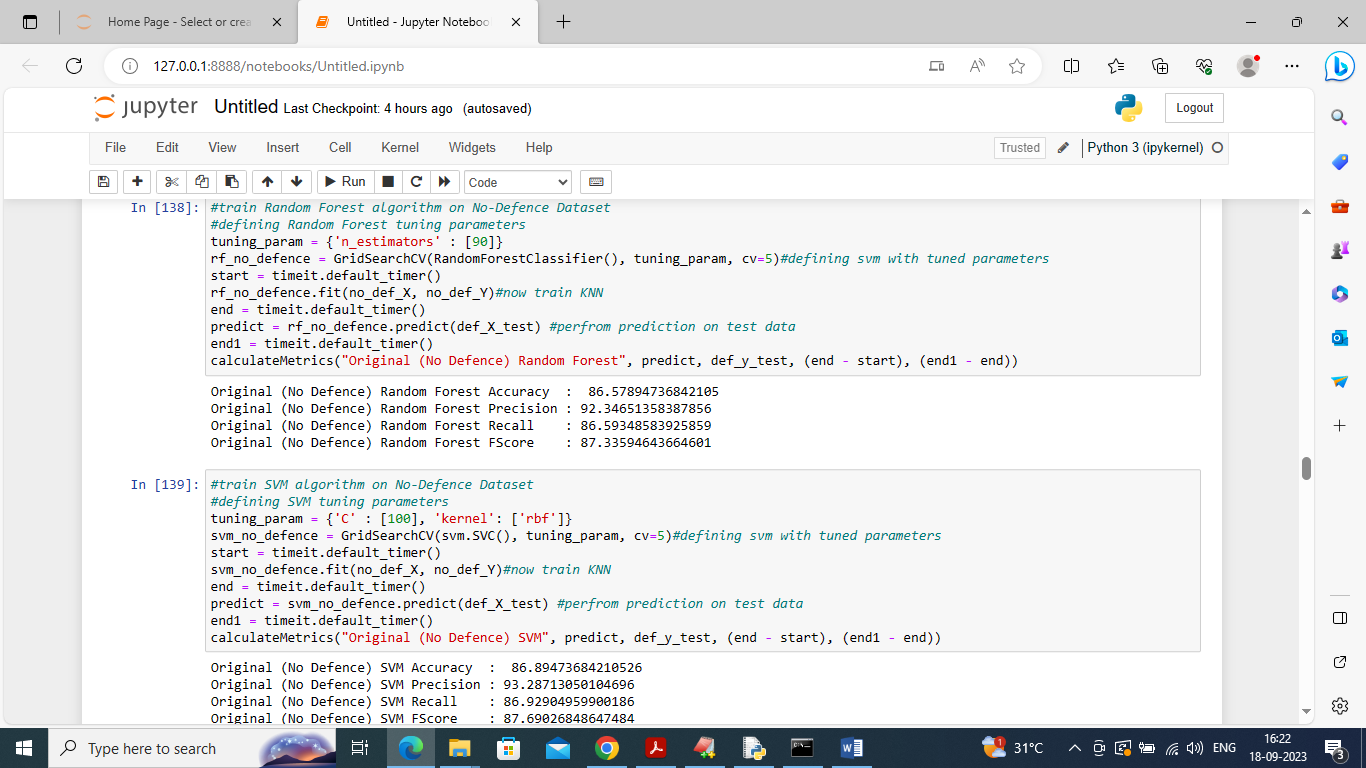 Home Page - Select or crea
Untitled - Jupyter Noteboo
127.0.0.1:8888/notebooks/Untitled.ipynb
jupyter Untitled Last Checkpoint: 4 hours ago (autosaved)
Logout
File Edit View Insert Cell Kernel Widgets Help
Trusted
Python 3 (ipykernel)
Run
Code
In [138]: #train Random Forest algorithm on No-Defence Dataset
#defining Random Forest tuning parameters
tuning_param = {'n_estimators' : [90]}
rf_no_defence = GridSearchCV(RandomForestClassifier(), tuning_param, cv=5)#defining svm with tuned parameters
start = timeit.default_timer()
rf_no_defence.fit(no_def_X, no_def_Y)#now train KNN
end = timeit.default_timer()
predict = rf_no_defence.predict(def_X_test) #perfrom prediction on test data
end1 = timeit.default_timer()
calculateMetrics("Original (No Defence) Random Forest", predict, def_y_test, (end - start), (end1 - end))
Original (No Defence) Random Forest Accuracy  :  86.57894736842105
Original (No Defence) Random Forest Precision : 92.34651358387856
Original (No Defence) Random Forest Recall    : 86.59348583925859
Original (No Defence) Random Forest FScore    : 87.33594643664601
In [139]: #train SVM algorithm on No-Defence Dataset
#defining SVM tuning parameters
tuning_param = {'C' : [100], 'kernel': ['rbf']}
svm_no_defence = GridSearchCV(svm.SVC(), tuning_param, cv=5)#defining svm with tuned parameters
start = timeit.default_timer()
svm_no_defence.fit(no_def_X, no_def_Y)#now train KNN
end = timeit.default_timer()
predict = svm_no_defence.predict(def_X_test) #perfrom prediction on test data
end1 = timeit.default_timer()
calculateMetrics("Original (No Defence) SVM", predict, def_y_test, (end - start), (end1 - end))
Original (No Defence) SVM Accuracy  :  86.89473684210526
Original (No Defence) SVM Precision : 93.28713050104696
Original (No Defence) SVM Recall    : 86.92904959900186
Original (No Defence) SVM FScore    : 87.69026848647484
Type here to search
1
31°C
ENG
16:22
18-09-2023
3